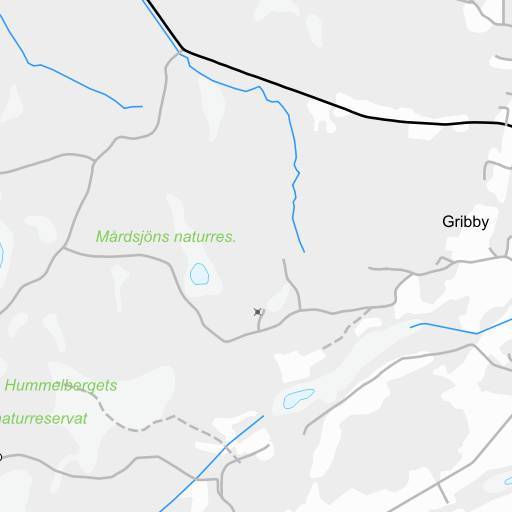 Gribby
Mårdsjöns naturres.
Hummelbergets
naturreservat